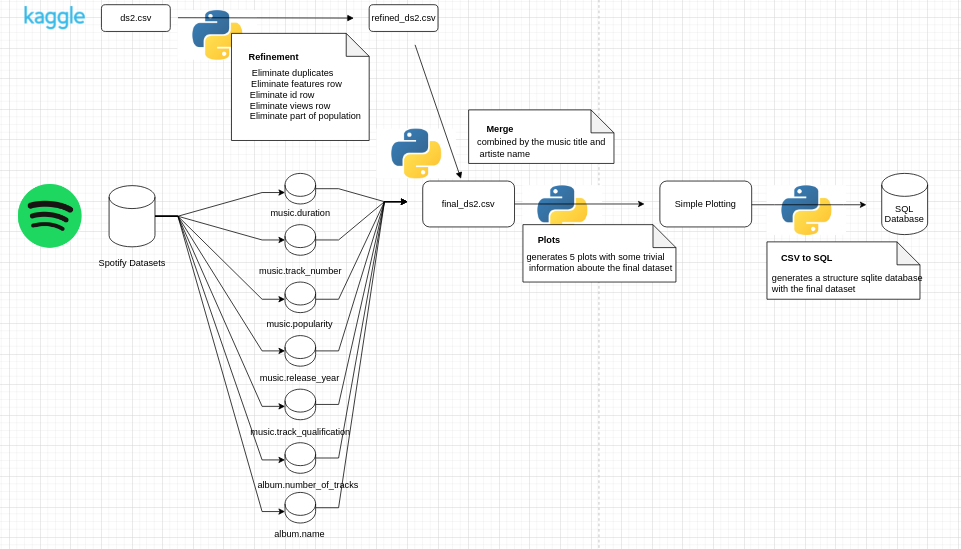 kaggle
ds2.csv
refined_ds2.csv
Refinement
Eliminate duplicates
Eliminate features row
Eliminate id row
Eliminate views row
Eliminate part of population
Merge
combined by the music title and
artiste name
Spotify Datasets
music.duration
music.track_number
music.popularity
music.release_year
music.track_qualification
album.number_of_tracks
album.name
final_ds2.csv
Plots
generates 5 plots with some trivial
information aboute the final dataset
Simple Plotting
CSV to SQL
generates a structure sqlite database
with the final dataset
SQL
Database